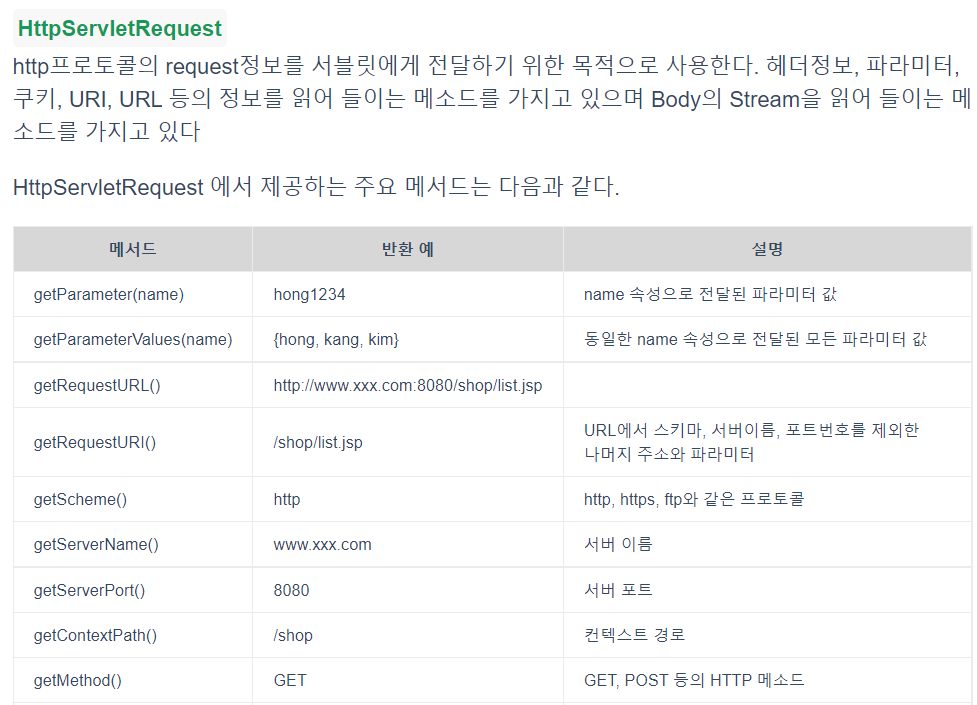 HttpServletRequest
http프로토콜의 request정보를 서블릿에게 전달하기 위한 목적으로 사용한다. 헤더정보, 파라미터,
쿠키, URI, URL 등의 정보를 읽어 들이는 메소드를 가지고 있으며 Body의 Stream을 읽어 들이는 메
소드를 가지고 있다
HttpServletRequest 에서 제공하는 주요 메서드는 다음과 같다.
메서드 반환 예 설명
getParameter(name) hong1234 name 속성으로 전달된 파라미터 값
getParameterValues(name) {hong, kang, kim} 동일한 name 속성으로 전달된 모든 파라미터 값
getRequestURL() http://www.xxx.com:8080/shop/list.jsp
getRequestURI() /shop/list.jsp URL에서 스키마, 서버이름, 포트번호를 제외한
나머지 주소와 파라미터
getScheme() http http, https, ftp와 같은 프로토콜
getServerName() www.xxx.com 서버 이름
getServerPort() 8080 서버 포트
getContextPath() /shop 컨텍스트 경로
getMethod() GET GET, POST 등의 HTTP 메소드